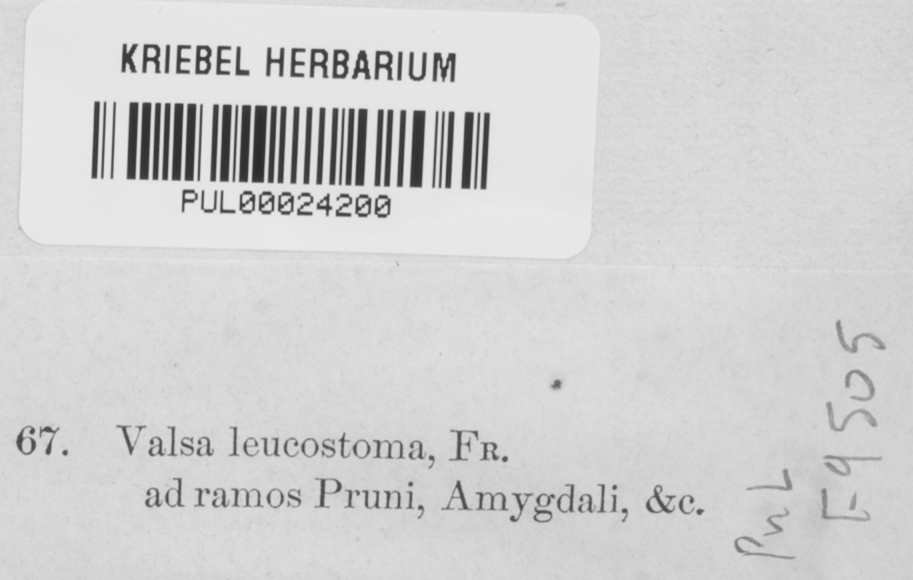 KRIEBEL HERBARIUM
PUL00024200
67. Valsa leucostoma, FR.
ad ramos Pruni, Amygdali, &c.
PUL
F9505